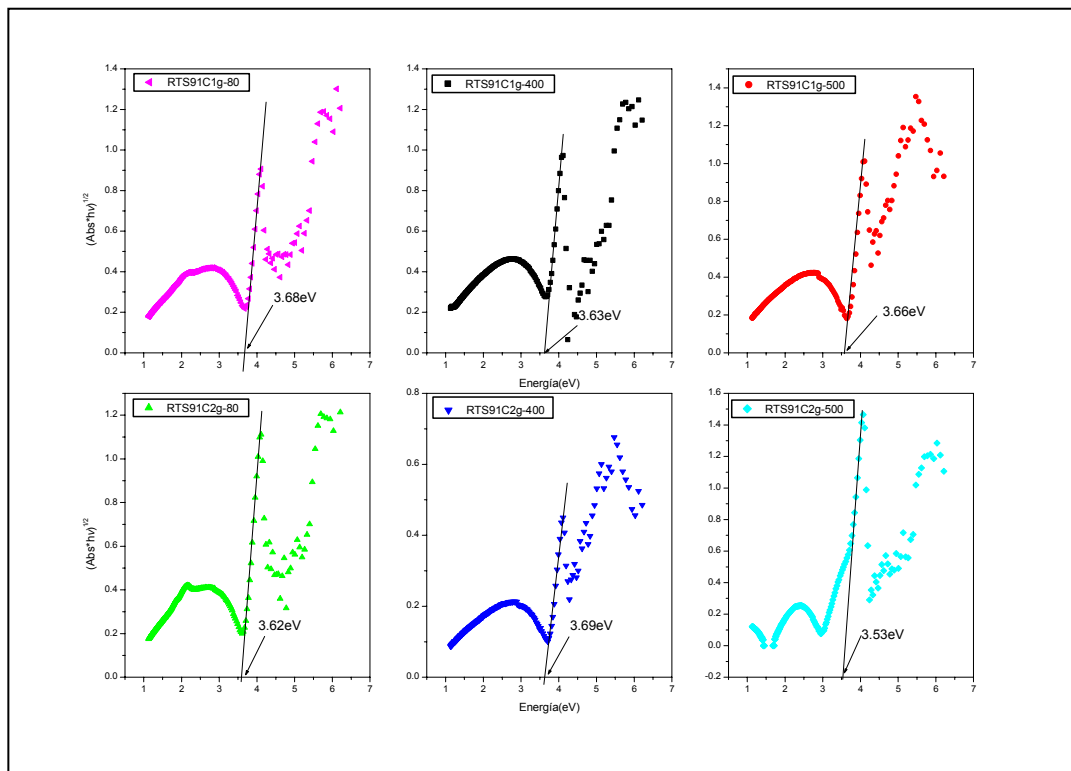 RTS91C1g-80
1.4
1.2
1.0
0.8
0.6
0.4
0.2
0.0
(Abs*hv)^1/2
3.68eV
1 2 3 4 5 6 7
RTS91C1g-400
1.4
1.2
1.0
0.8
0.6
0.4
0.2
0.0
3.63eV
1 2 3 4 5 6 7
Energía(eV)
RTS91C1g-500
1.4
1.2
1.0
0.8
0.6
0.4
0.2
0.0
3.66eV
1 2 3 4 5 6 7
RTS91C2g-80
1.2
1.0
0.8
0.6
0.4
0.2
0.0
(Abs*hv)^1/2
3.62eV
1 2 3 4 5 6 7
RTS91C2g-400
0.8
0.6
0.4
0.2
0.0
3.69eV
1 2 3 4 5 6 7
Energía(eV)
RTS91C2g-500
1.6
1.4
1.2
1.0
0.8
0.6
0.4
0.2
0.0
-0.2
3.53eV
1 2 3 4 5 6 7